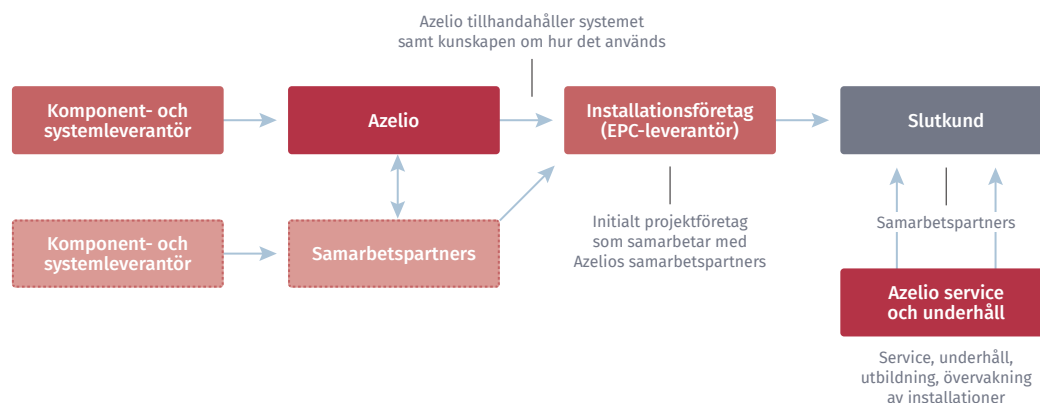 Azelio tillhandahåller systemet
samt kunskapen om hur det används
Komponent- och
systemleverantör
Azelio
Installationsföretag
(EPC-leverantör)
Slutkund
Initialt projektföretag
som samarbetar med
Azelios samarbetspartners
Samarbetspartners
Komponent- och
systemleverantör
Samarbetspartners
Azelio service
och underhåll
Service, underhåll,
utbildning, övervakning
av installationer